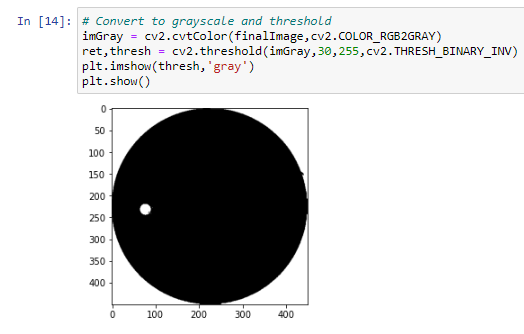 In [14]: # Convert to grayscale and threshold
imGray = cv2.cvtColor(finalImage,cv2.COLOR_RGB2GRAY)
ret,thresh = cv2.threshold(imGray,30,255,cv2.THRESH_BINARY_INV)
plt.imshow(thresh,'gray')
plt.show()
0
50
100
150
200
250
300
350
400
0 100 200 300 400